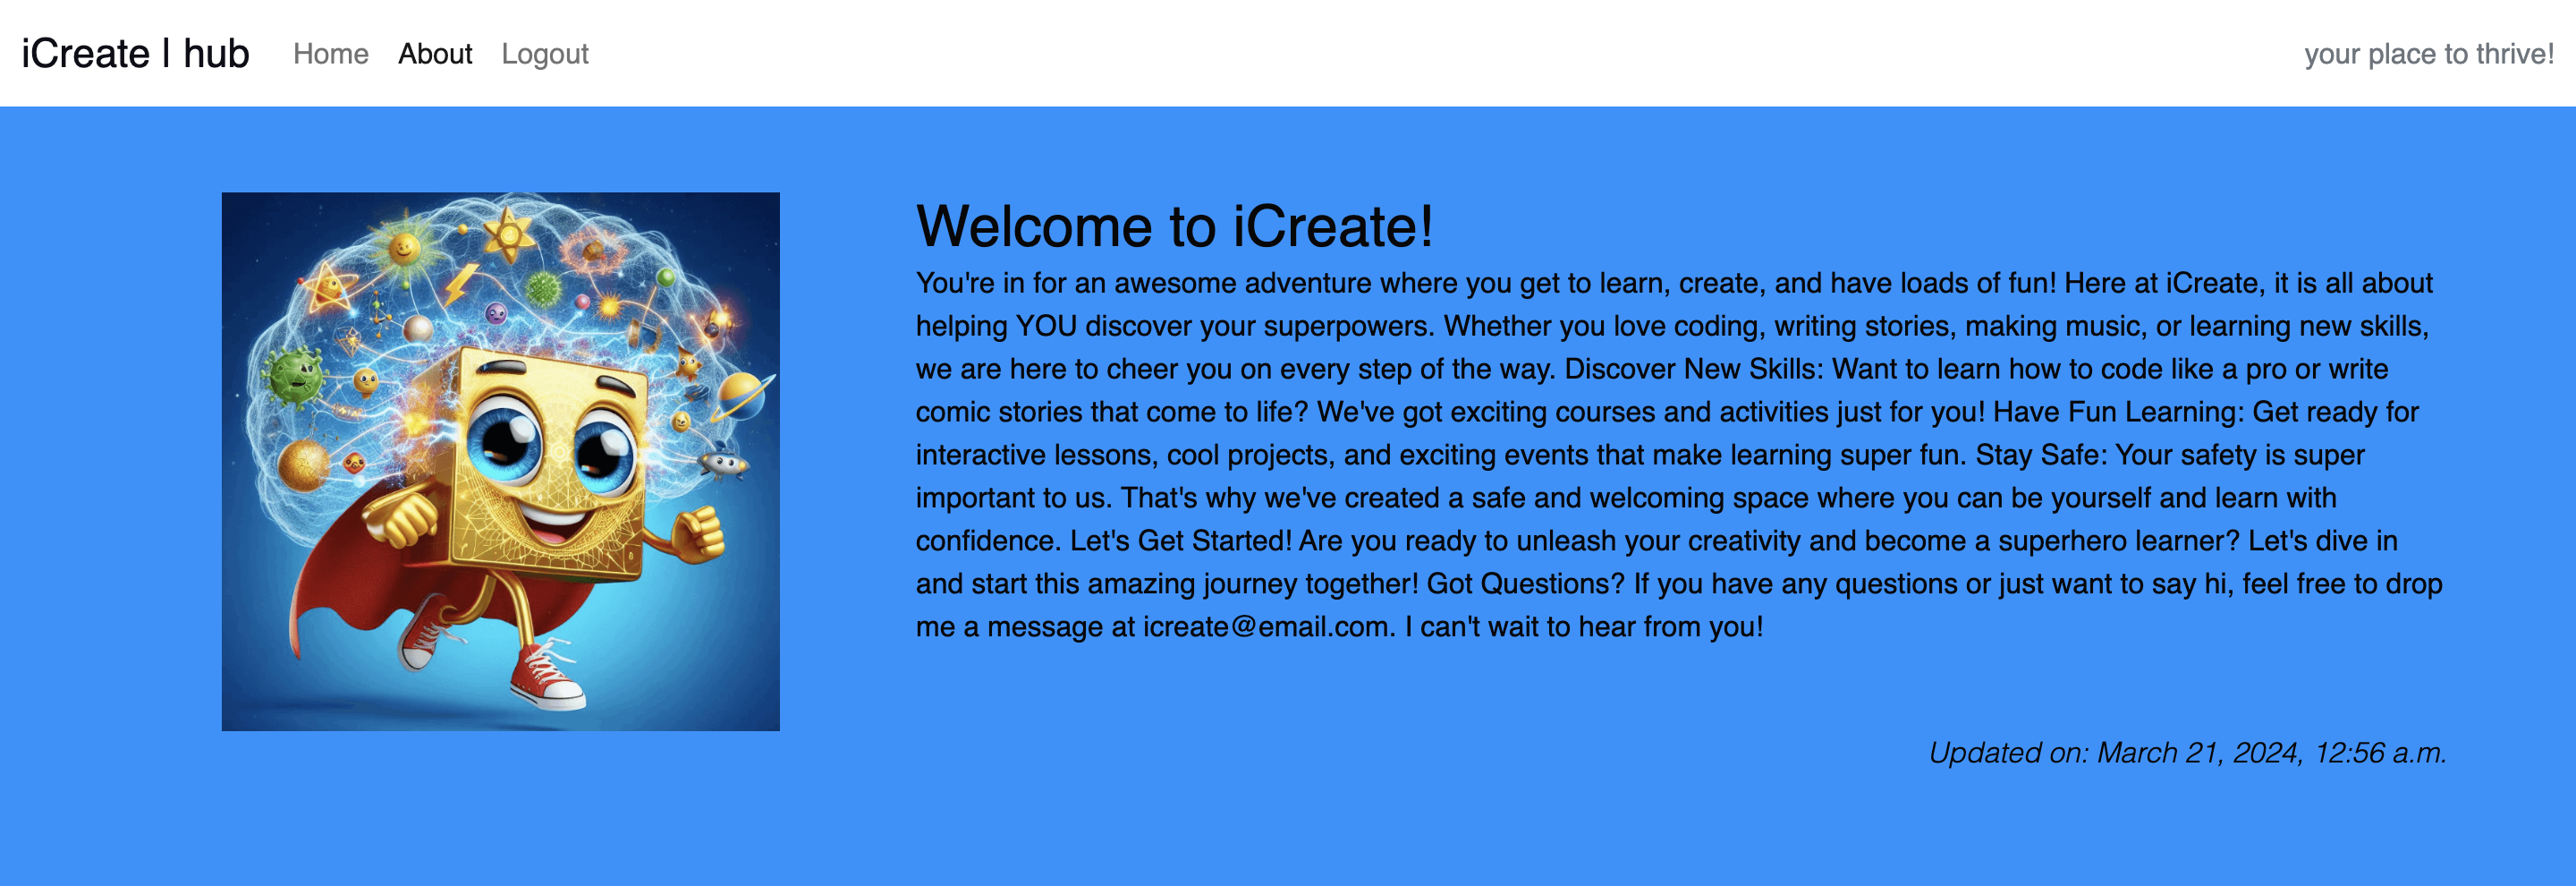 iCreate | hub Home About Logout your place to thrive!
Welcome to iCreate!
You're in for an awesome adventure where you get to learn, create, and have loads of fun! Here at iCreate, it is all about
helping YOU discover your superpowers. Whether you love coding, writing stories, making music, or learning new skills,
we are here to cheer you on every step of the way. Discover New Skills: Want to learn how to code like a pro or write
comic stories that come to life? We've got exciting courses and activities just for you! Have Fun Learning: Get ready for
interactive lessons, cool projects, and exciting events that make learning super fun. Stay Safe: Your safety is super
important to us. That's why we've created a safe and welcoming space where you can be yourself and learn with
confidence. Let's Get Started! Are you ready to unleash your creativity and become a superhero learner? Let's dive in
and start this amazing journey together! Got Questions? If you have any questions or just want to say hi, feel free to drop
me a message at icreate@email.com. I can't wait to hear from you!
Updated on: March 21, 2024, 12:56 a.m.